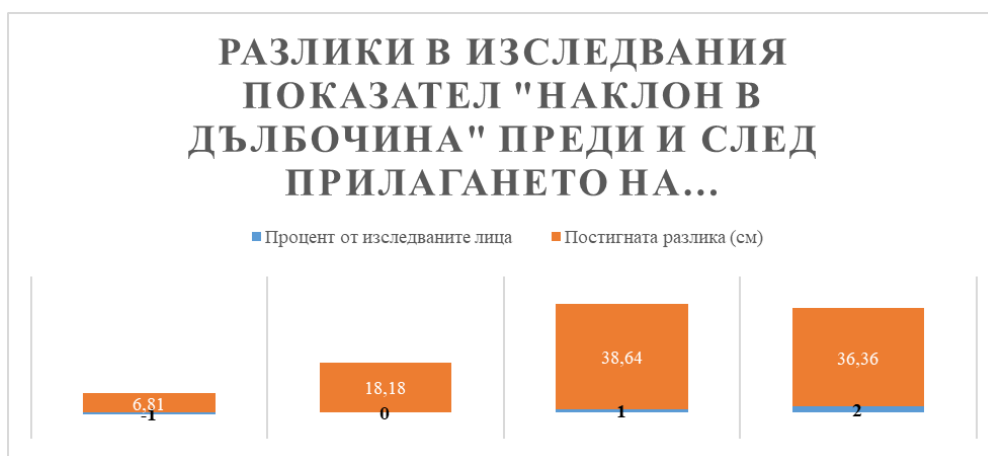 РАЗЛИКИ В ИЗСЛЕДВАНИЯ
ПОКАЗАТЕЛ "НАКЛОН В
ДЪЛБОЧИНА" ПРЕДИ И СЛЕД
ПРИЛАГАНЕТО НА...
Процент от изследваните лица Постигната разлика (см)
6,81 18,18 38,64 36,36
-1 0 1 2